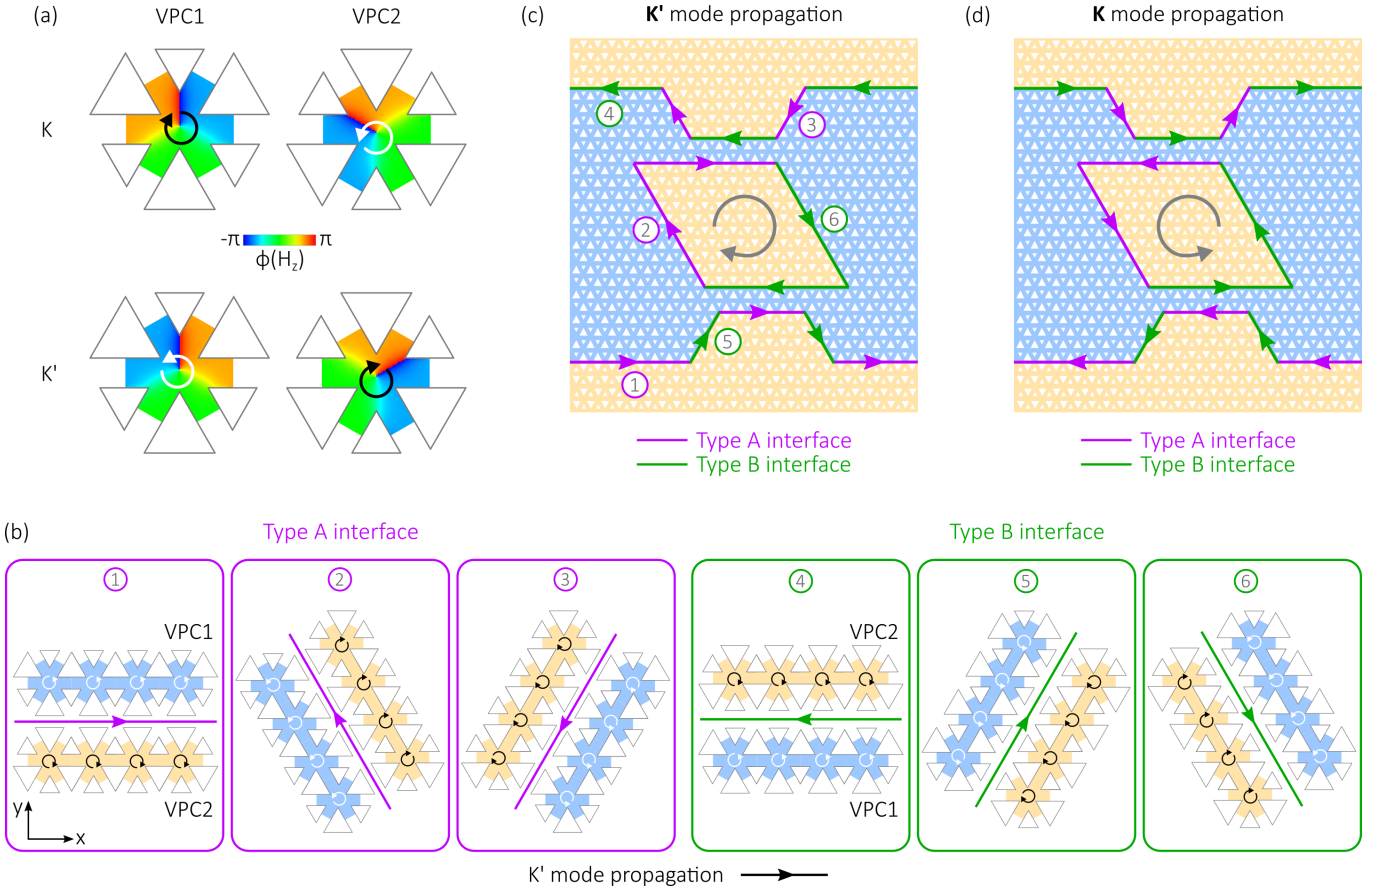 (a) VPC1 VPC2
K
-π π
ϕ(Hz)
K'
(c) K' mode propagation
4
3
2
6
5
1
Type A interface
Type B interface
(d) K mode propagation
Type A interface
Type B interface
(b) Type A interface Type B interface
1 2 3 4 5 6
VPC1 VPC2
VPC2 VPC1
y
x
K' mode propagation